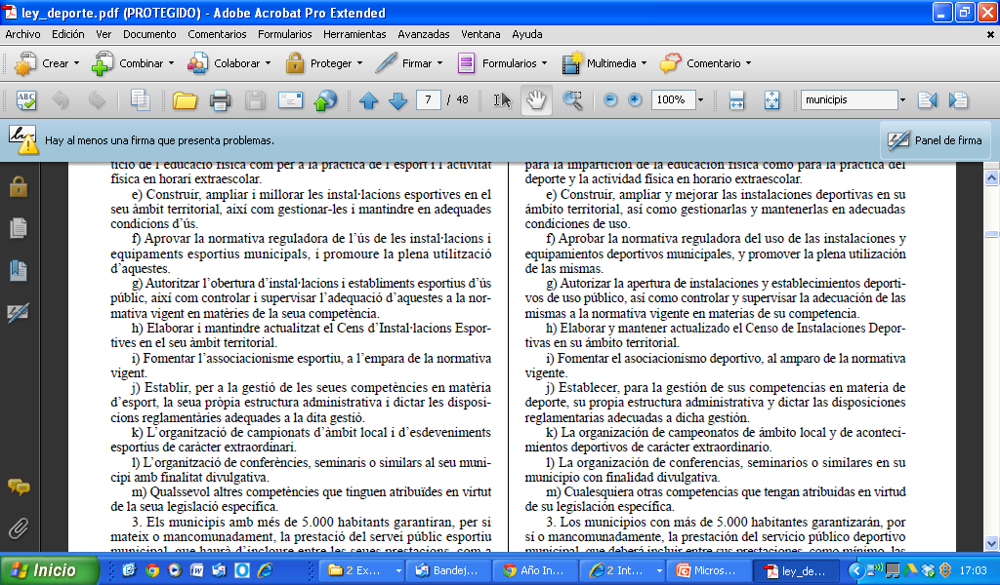 ley_deporte.pdf (PROTEGIDO) - Adobe Acrobat Pro Extended
Archivo Edición Ver Documento Comentarios Formularios Herramientas Avanzadas Ventana Ayuda
Crear Combinar Colaborar Proteger Firmar Formularios Multimedia Comentario
7 / 48 100% municipis
Hay al menos una firma que presenta problemas. Panel de firma
tici de l'educació física com per a la pràctica de l'esport i l'activitat
física en horari extraescolar.
e) Construir, ampliar i millorar les instal·lacions esportives en el
seu àmbit territorial, així com gestionar-les i mantindre en adequades
condicions d'ús.
f) Aprovar la normativa reguladora de l'ús de les instal·lacions i
equipaments esportius municipals, i promoure la plena utilització
d'aquestes.
g) Autoritzar l'obertura d'instal·lacions i establiments esportius d'ús
públic, així com controlar i supervisar l'adequació d'aquestes a la nor-
mativa vigent en matèries de la seua competència.
h) Elaborar i mantindre actualitzat el Cens d'Instal·lacions Espor-
tives en el seu àmbit territorial.
i) Fomentar l'associacionisme esportiu, a l'empara de la normativa
vigent.
j) Establir, per a la gestió de les seues competències en matèria
d'esport, la seua pròpia estructura administrativa i dictar les disposi-
cions reglamentàries adequades a la dita gestió.
k) L'organització de campionats d'àmbit local i d'esdeveniments
esportius de caràcter extraordinari.
l) L'organització de conferències, seminaris o similars al seu muni-
cipi amb finalitat divulgativa.
m) Qualssevol altres competències que tinguen atribuïdes en virtut
de la seua legislació específica.
3. Els municipis amb més de 5.000 habitants garantiran, per si
mateix o mancomunadament, la prestació del servei públic esportiu
municipal, que haurà d'incloure entre les seues prestacions, com a
para la impartición de la educación física como para la práctica del
deporte y la actividad física en horario extraescolar.
e) Construir, ampliar y mejorar las instalaciones deportivas en su
ámbito territorial, así como gestionarlas y mantenerlas en adecuadas
condiciones de uso.
f) Aprobar la normativa reguladora del uso de las instalaciones y
equipamientos deportivos municipales, y promover la plena utilización
de las mismas.
g) Autorizar la apertura de instalaciones y establecimientos deporti-
vos de uso público, así como controlar y supervisar la adecuación de las
mismas a la normativa vigente en materias de su competencia.
h) Elaborar y mantener actualizado el Censo de Instalaciones Depor-
tivas en su ámbito territorial.
i) Fomentar el asociacionismo deportivo, al amparo de la normativa
vigente.
j) Establecer, para la gestión de sus competencias en materia de
deporte, su propia estructura administrativa y dictar las disposiciones
reglamentarias adecuadas a dicha gestión.
k) La organización de campeonatos de ámbito local y de aconteci-
mientos deportivos de carácter extraordinario.
l) La organización de conferencias, seminarios o similares en su
municipio con finalidad divulgativa.
m) Cualesquiera otras competencias que tengan atribuidas en virtud
de su legislación específica.
3. Los municipios con más de 5.000 habitantes garantizarán, por
sí o mancomunadamente, la prestación del servicio público deportivo
municipal, que deberá incluir entre sus prestaciones, como mínimo, las
Inicio 2 Ex... Bandej... Año In... 2 Int... Micros... ley_de... 17:03